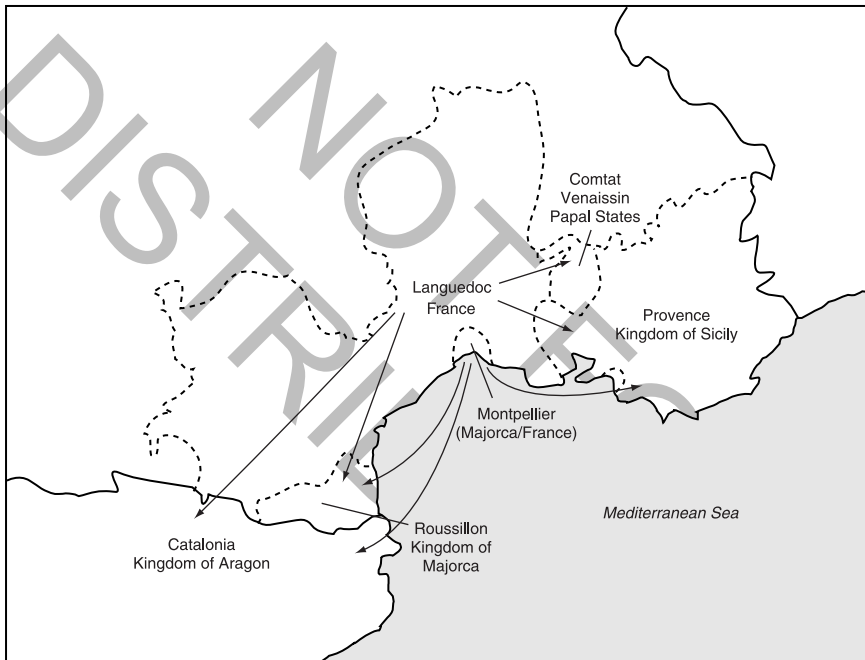 NOT F
DISTRI
Comtat
Venaissin
Papal States
Languedoc
France
Provence
Kingdom of Sicily
Montpellier
(Majorca/France)
Mediterranean Sea
Roussillon
Kingdom of
Majorca
Catalonia
Kingdom of Aragon